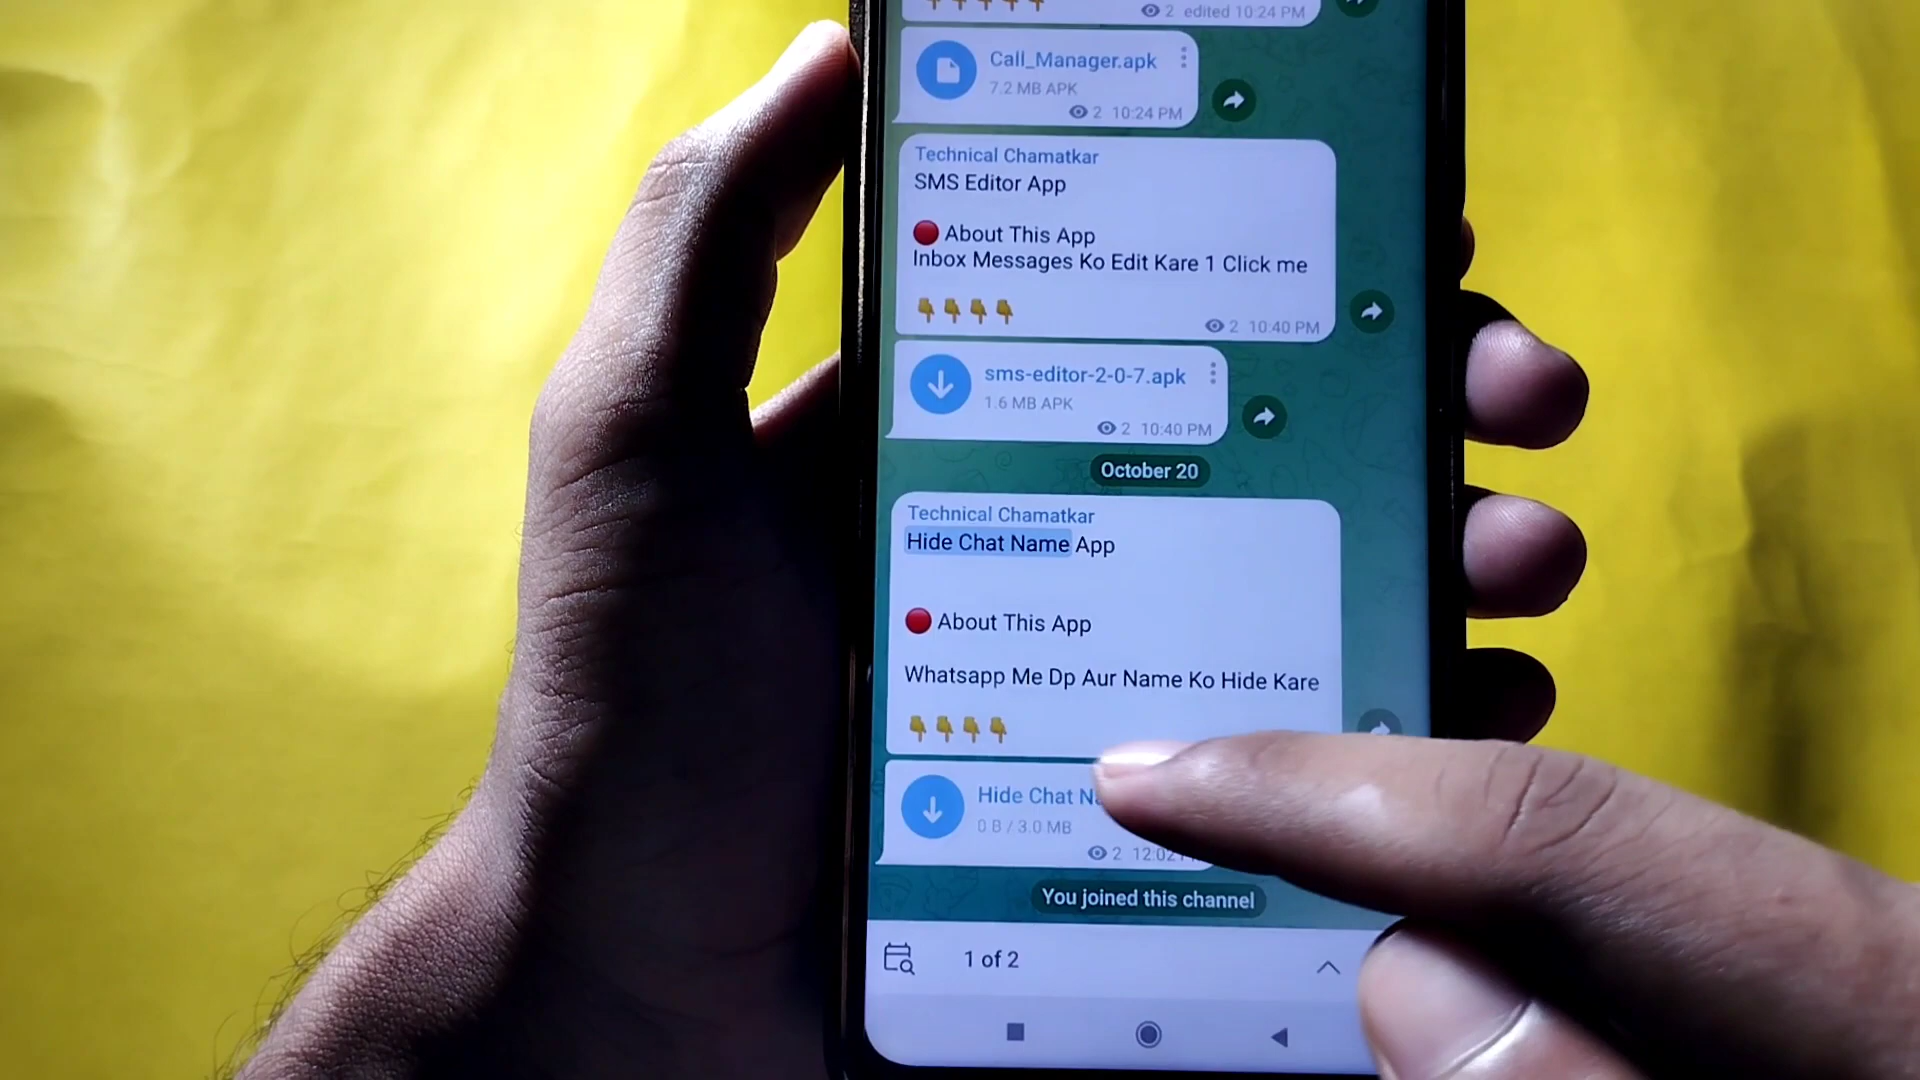 2 edited 10:24 PM
Call_Manager.apk
7.2 MB APK
2 10:24 PM
Technical Chamatkar
SMS Editor App
About This App
Inbox Messages Ko Edit Kare 1 Click me
2 10:40 PM
sms-editor-2-0-7.apk
1.6 MB APK
2 10:40 PM
October 20
Technical Chamatkar
Hide Chat Name App
About This App
Whatsapp Me Dp Aur Name Ko Hide Kare
Hide Chat
0 B / 3.0 MB
2 12:02
You joined this channel
1 of 2